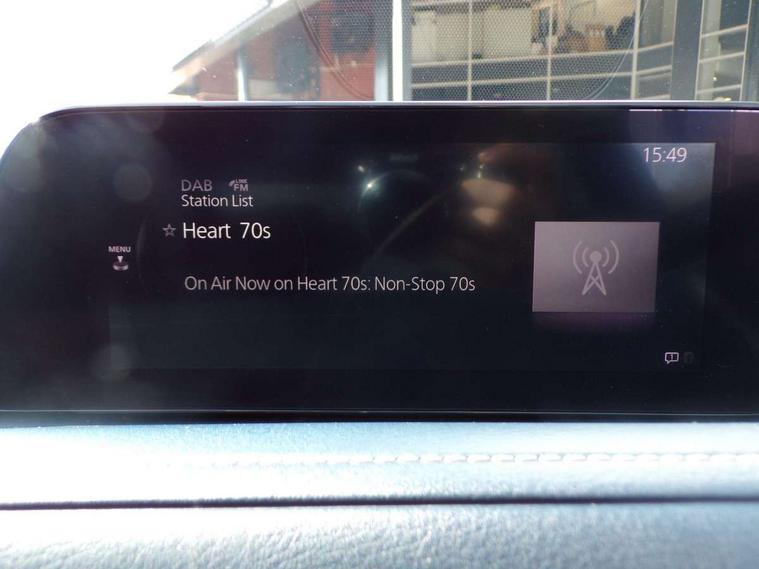 15:49
DAB LINK FM
Station List
☆ Heart 70s
MENU
On Air Now on Heart 70s: Non-Stop 70s